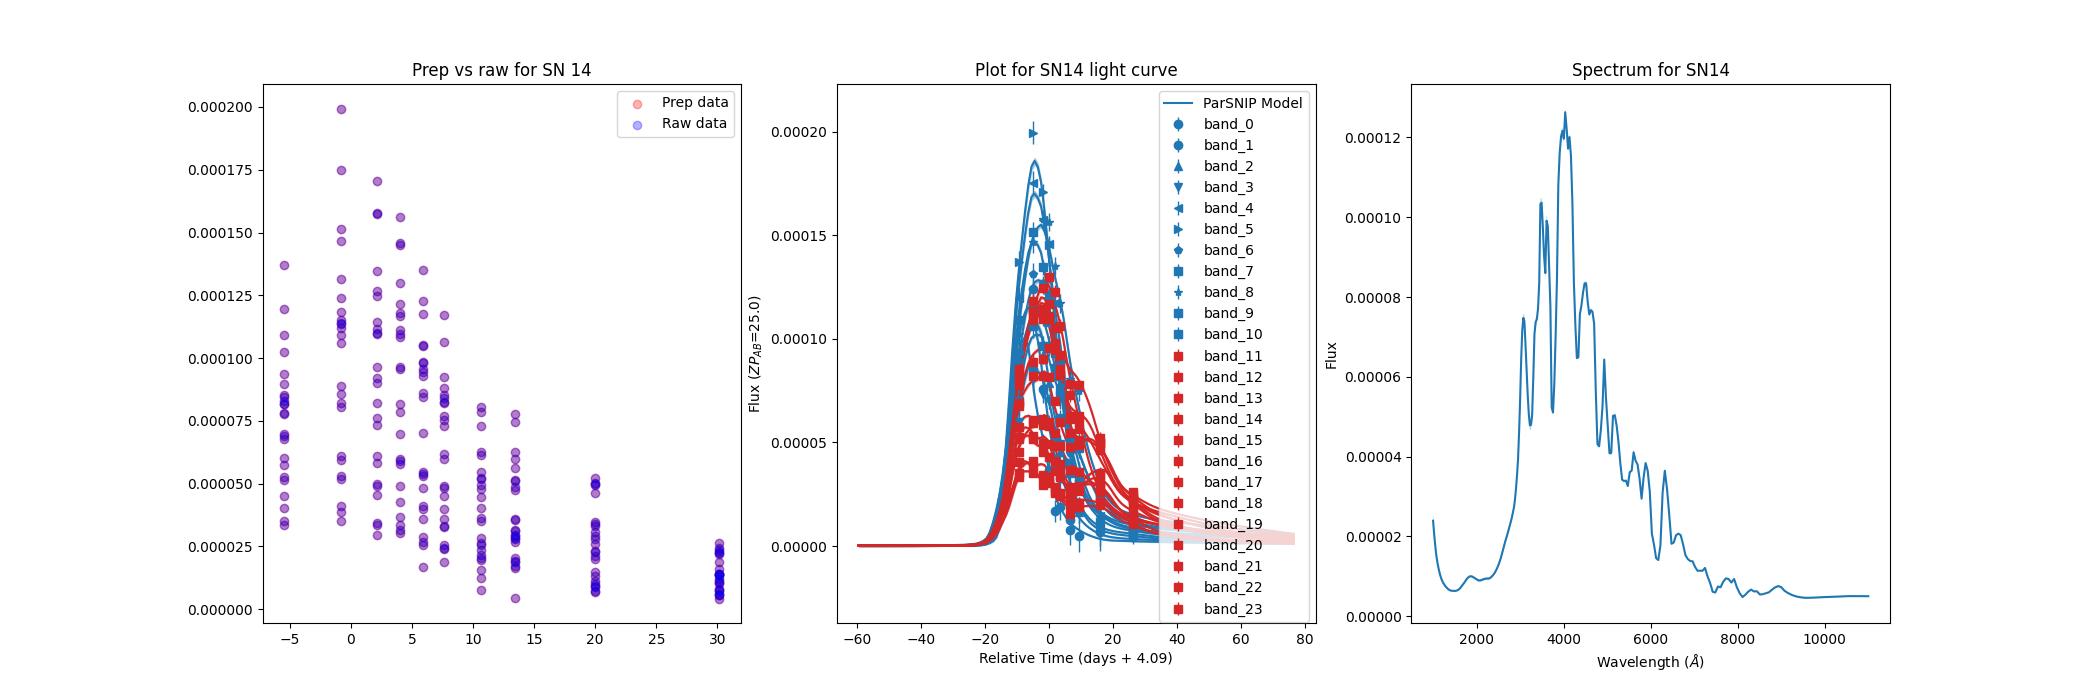 Prep vs raw for SN 14
Prep data
Raw data
0.000200
0.000175
0.000150
0.000125
0.000100
0.000075
0.000050
0.000025
0.000000
−5
0
5
10
15
20
25
30
Plot for SN14 light curve
Flux (ZP_AB=25.0)
0.00020
0.00015
0.00010
0.00005
0.00000
ParSNIP Model
band_0
band_1
band_2
band_3
band_4
band_5
band_6
band_7
band_8
band_9
band_10
band_11
band_12
band_13
band_14
band_15
band_16
band_17
band_18
band_19
band_20
band_21
band_22
band_23
−60
−40
−20
0
20
40
60
80
Relative Time (days + 4.09)
Spectrum for SN14
Flux
0.00012
0.00010
0.00008
0.00006
0.00004
0.00002
0.00000
2000
4000
6000
8000
10000
Wavelength (Å)